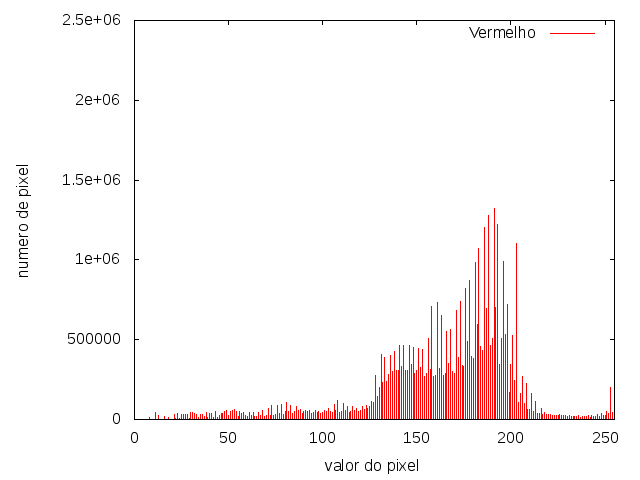 2.5e+06
Vermelho
2e+06
1.5e+06
numero de pixel
1e+06
500000
0
0 50 100 150 200 250
valor do pixel